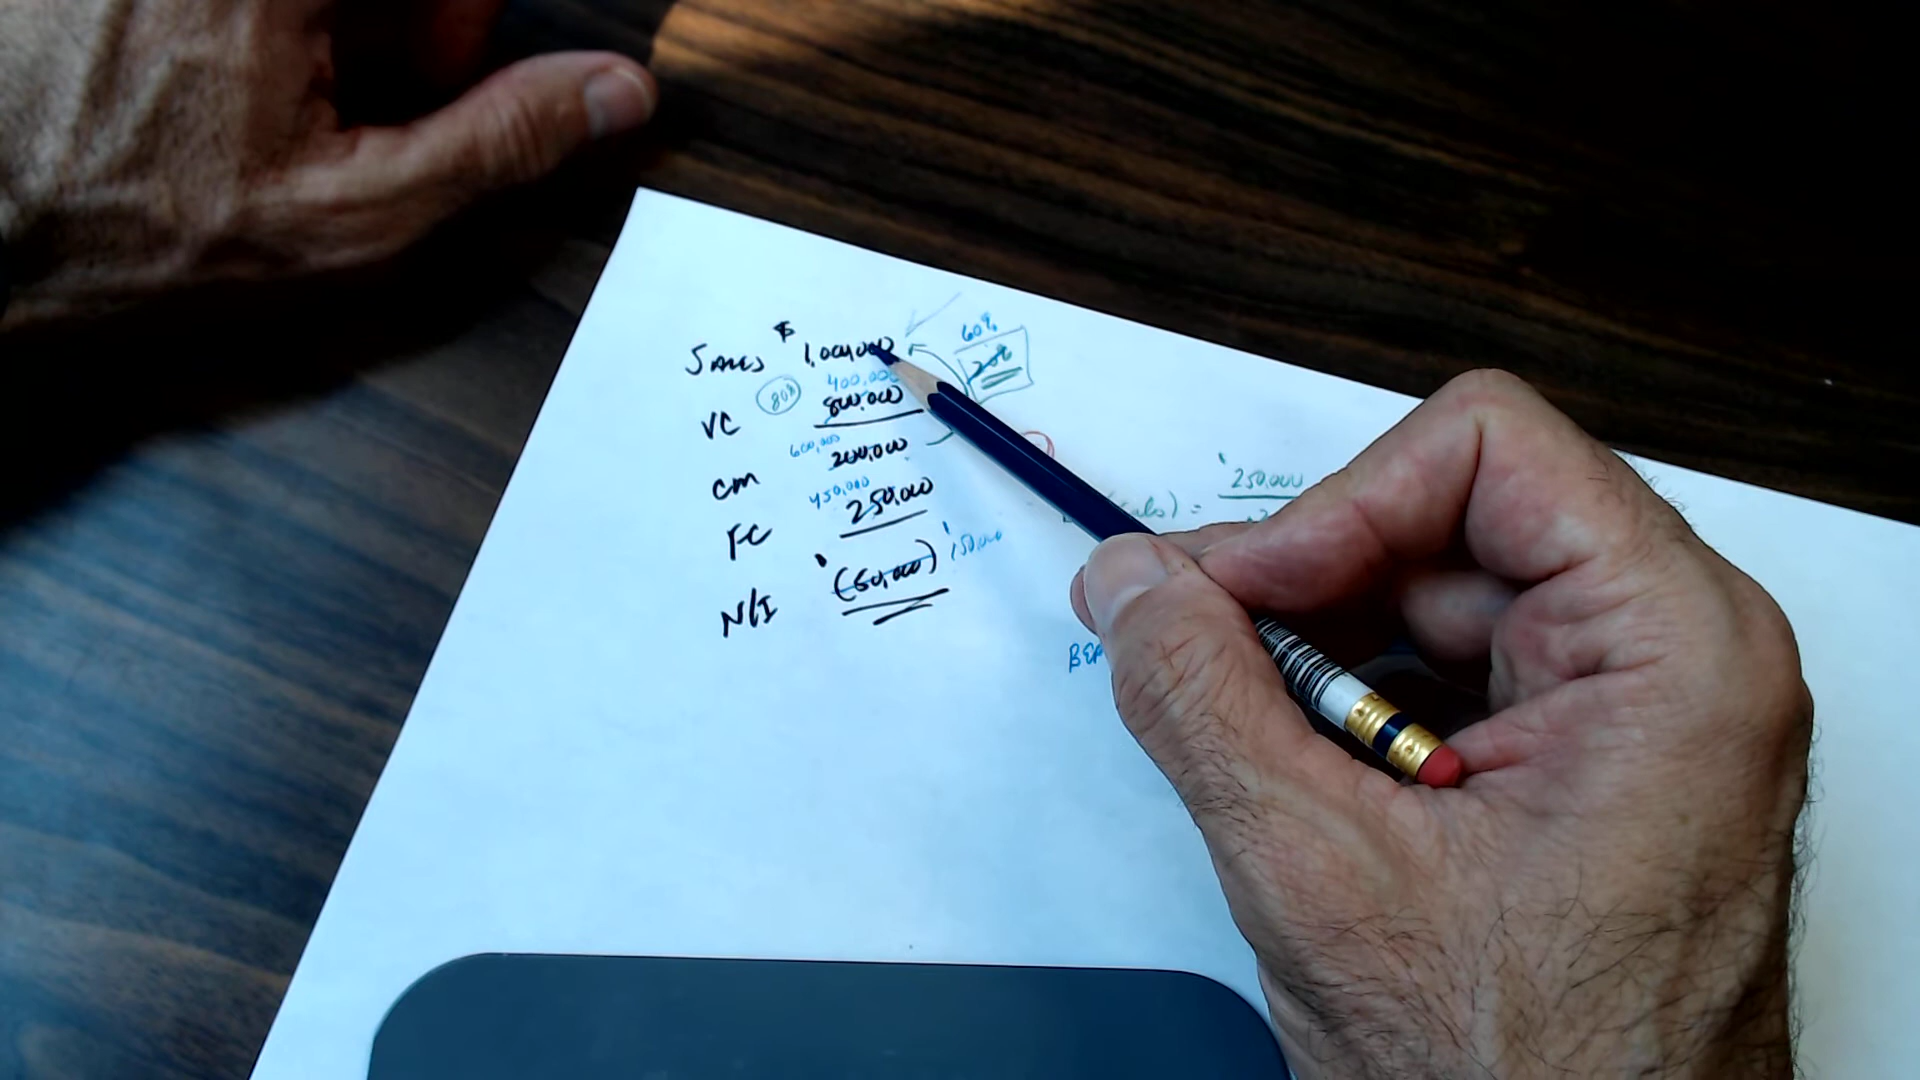 Sales $ 1,000,000
60%
20%
80%
400,000
VC 800,000
600,000
CM 200,000
450,000
FC 250,000
N/I (50,000) 150,000
250,000
=